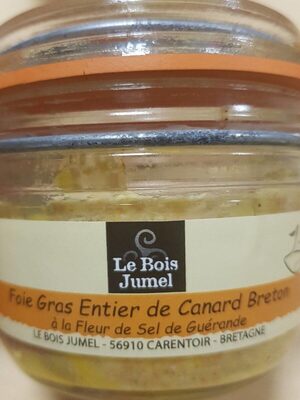 Le Bois
Jumel
Foie Gras Entier de Canard Breton
à la Fleur de Sel de Guérande
LE BOIS JUMEL - 56910 CARENTOIR - BRETAGNE